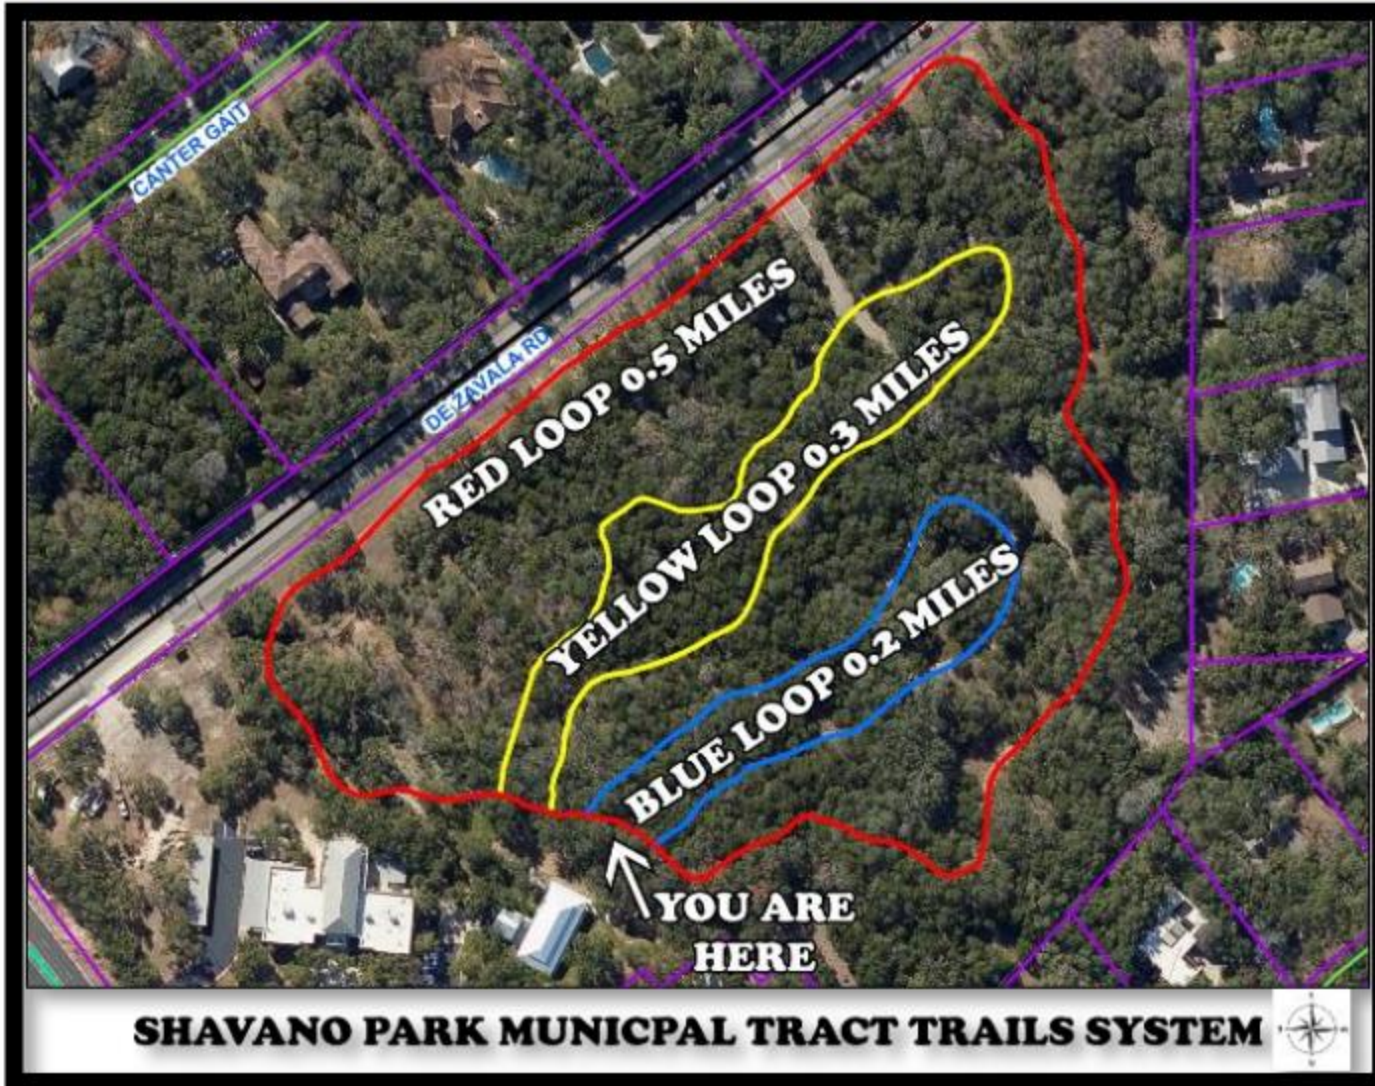 CANTER GAIT
DE ZAVALA RD
RED LOOP 0.5 MILES
YELLOW LOOP 0.3 MILES
BLUE LOOP 0.2 MILES
YOU ARE
HERE
SHAVANO PARK MUNICPAL TRACT TRAILS SYSTEM